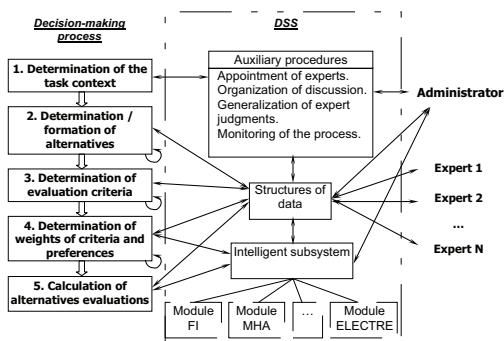 Decision-making
process
DSS
1. Determination of the
task context
2. Determination /
formation of
alternatives
3. Determination of
evaluation criteria
4. Determination of
weights of criteria and
preferences
5. Calculation of
alternatives evaluations
Auxiliary procedures
Appointment of experts.
Organization of discussion.
Generalization of expert
judgments.
Monitoring of the process.
Structures of
data
Intelligent subsystem
Module
FI
Module
MHA
...
Module
ELECTRE
Administrator
Expert 1
Expert 2
...
Expert N